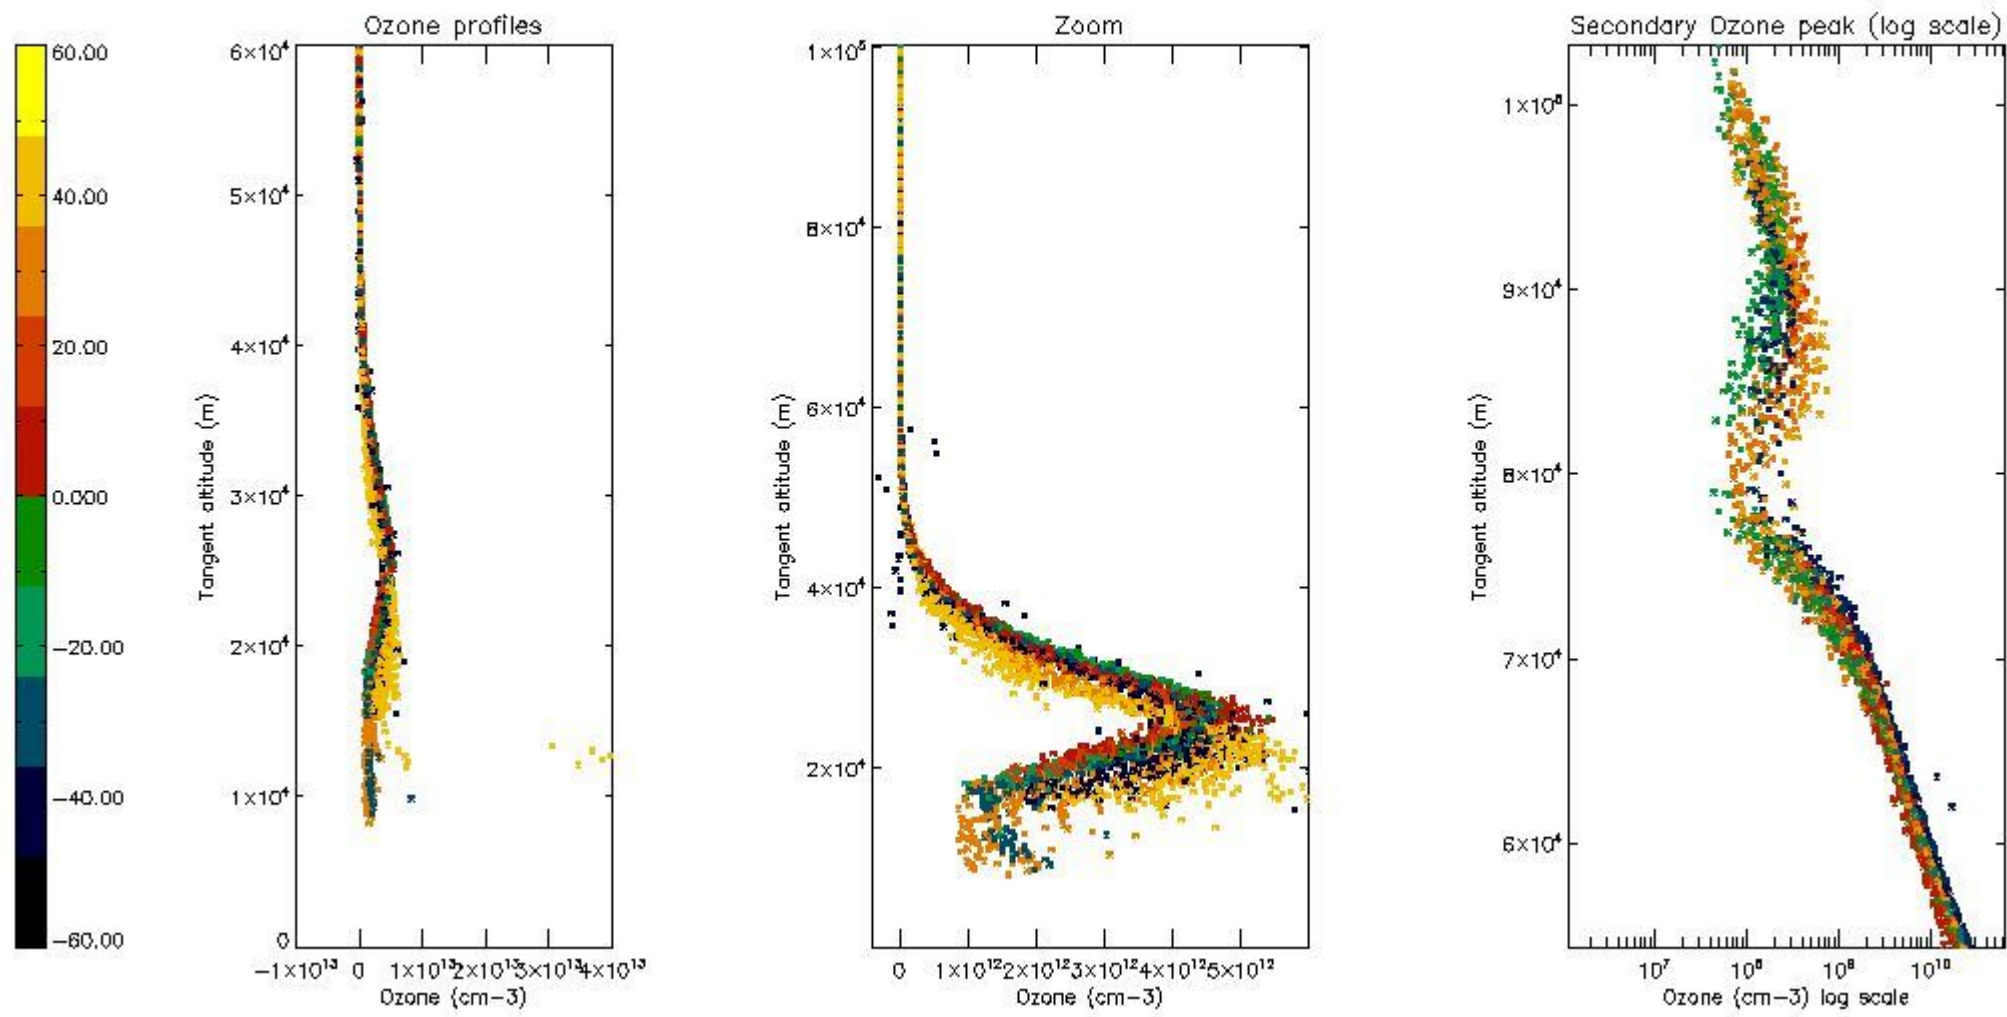 Ozone profiles
Zoom
Secondary Ozone peak (log scale)
60.00
40.00
20.00
0.000
−20.00
−40.00
−60.00
6×10⁴
5×10⁴
4×10⁴
3×10⁴
2×10⁴
1×10⁴
0
Tangent altitude (m)
−1×10¹³ 0 1×10¹³ 2×10¹³ 3×10¹³ 4×10¹³
Ozone (cm−3)
1×10⁵
8×10⁴
6×10⁴
4×10⁴
2×10⁴
Tangent altitude (m)
0 1×10¹² 2×10¹² 3×10¹² 4×10¹² 5×10¹²
Ozone (cm−3)
9×10⁴
8×10⁴
7×10⁴
6×10⁴
Tangent altitude (m)
10⁷ 10⁸ 10⁹ 10¹⁰
Ozone (cm−3) log scale